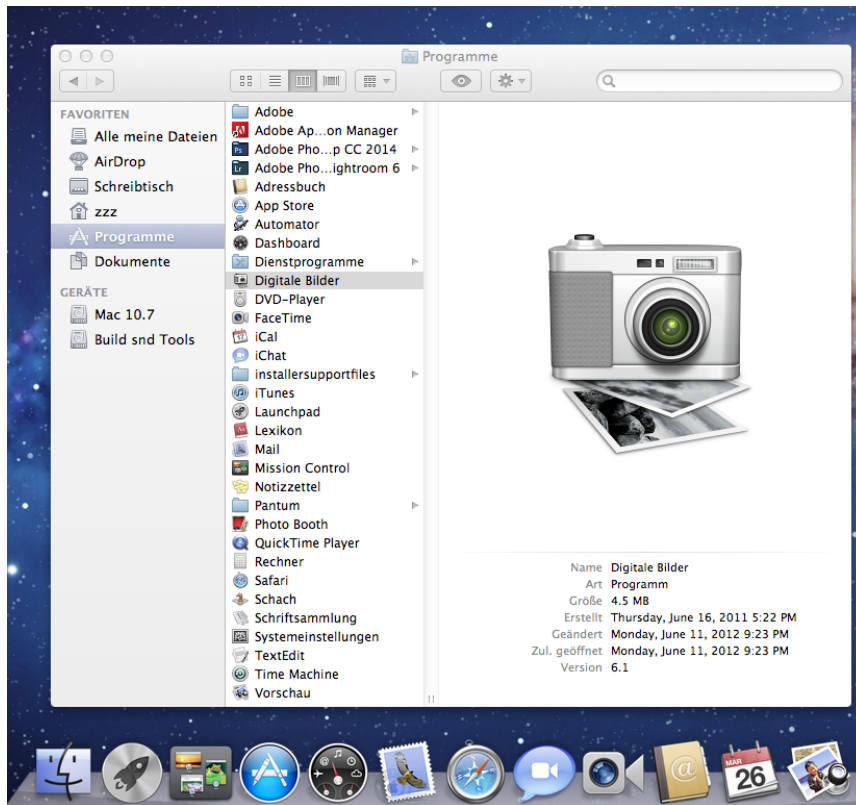 Programme
FAVORITEN
Alle meine Dateien
AirDrop
Schreibtisch
zzz
Programme
Dokumente
GERÄTE
Mac 10.7
Build snd Tools
Adobe
Adobe Ap...on Manager
Adobe Pho...p CC 2014
Adobe Pho...ightroom 6
Adressbuch
App Store
Automator
Dashboard
Dienstprogramme
Digitale Bilder
DVD-Player
FaceTime
iCal
iChat
installersupportfiles
iTunes
Launchpad
Lexikon
Mail
Mission Control
Notizzettel
Pantum
Photo Booth
QuickTime Player
Rechner
Safari
Schach
Schriftsammlung
Systemeinstellungen
TextEdit
Time Machine
Vorschau
Name Digitale Bilder
Art Programm
Größe 4.5 MB
Erstellt Thursday, June 16, 2011 5:22 PM
Geändert Monday, June 11, 2012 9:23 PM
Zul. geöffnet Monday, June 11, 2012 9:23 PM
Version 6.1
MAR
26